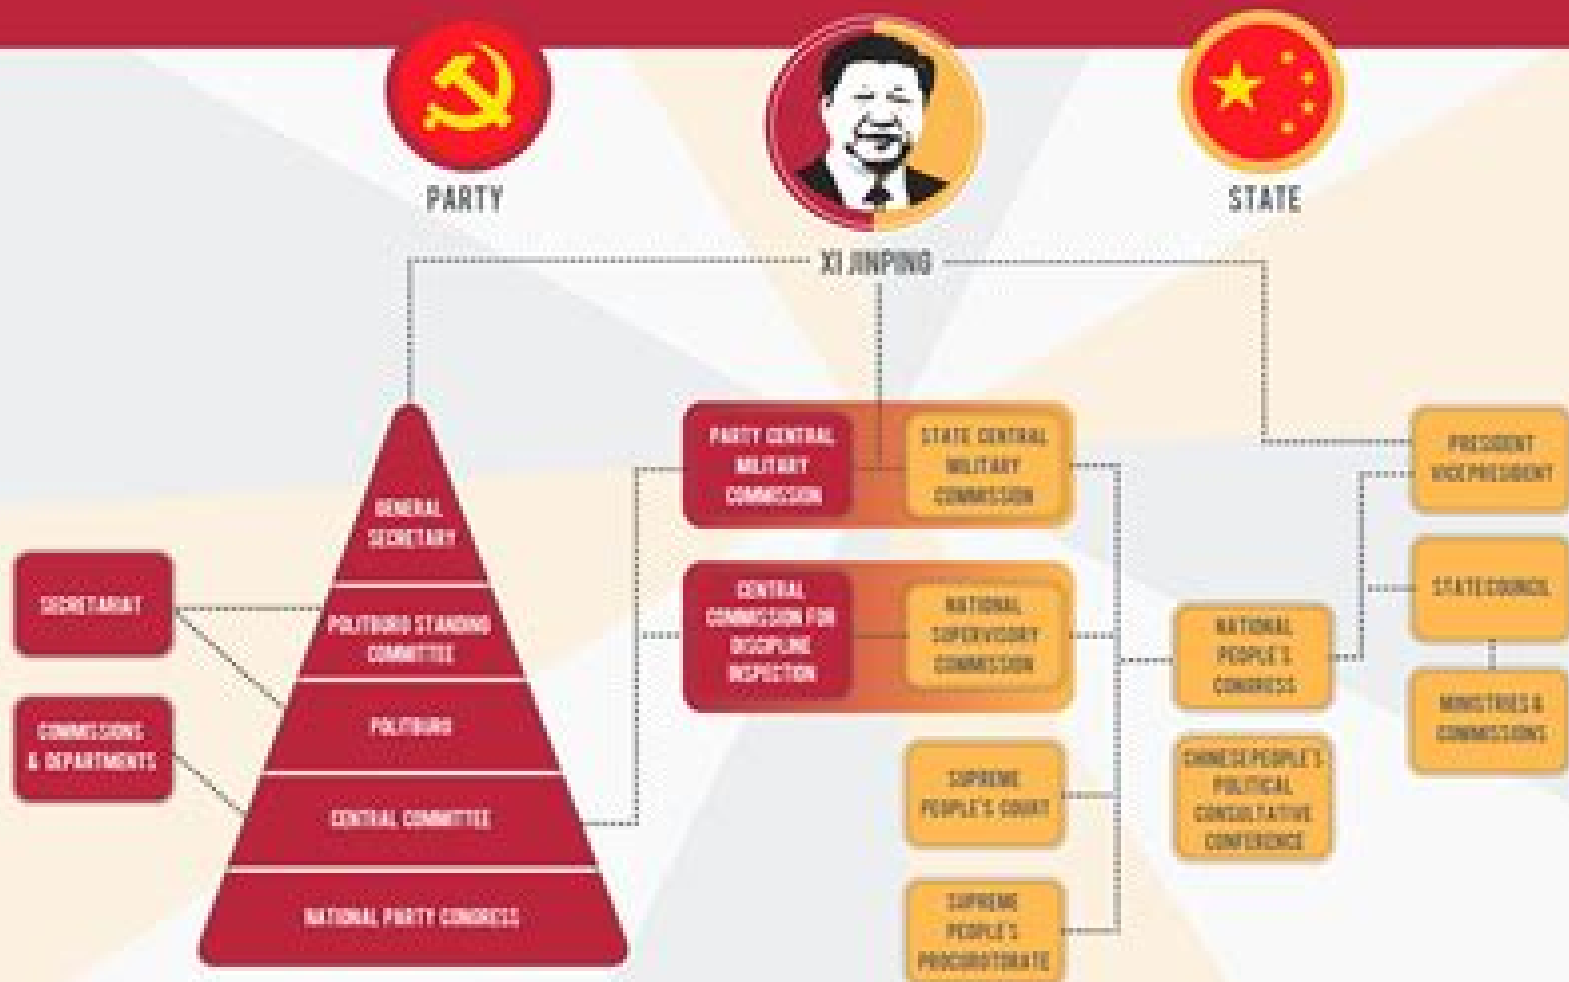 PARTY
STATE
XI JINPING
GENERAL
SECRETARY
POLITBURO STANDING
COMMITTEE
POLITBURO
CENTRAL COMMITTEE
NATIONAL PARTY CONGRESS
SECRETARIAT
COMMISSIONS
& DEPARTMENTS
PARTY CENTRAL
MILITARY
COMMISSION
STATE CENTRAL
MILITARY
COMMISSION
CENTRAL
COMMISSION FOR
DISCIPLINE
INSPECTION
NATIONAL
SUPERVISORY
COMMISSION
SUPREME
PEOPLE'S COURT
SUPREME
PEOPLE'S
PROCUROTORATE
NATIONAL
PEOPLE'S
CONGRESS
CHINESE PEOPLE'S
POLITICAL
CONSULTATIVE
CONFERENCE
PRESIDENT
VICE PRESIDENT
STATE COUNCIL
MINISTRIES &
COMMISSIONS